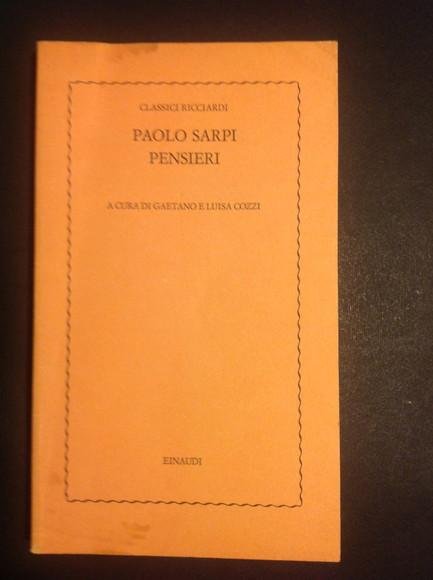 CLASSICI RICCIARDI
PAOLO SARPI
PENSIERI
A CURA DI GAETANO E LUISA COZZI
EINAUDI